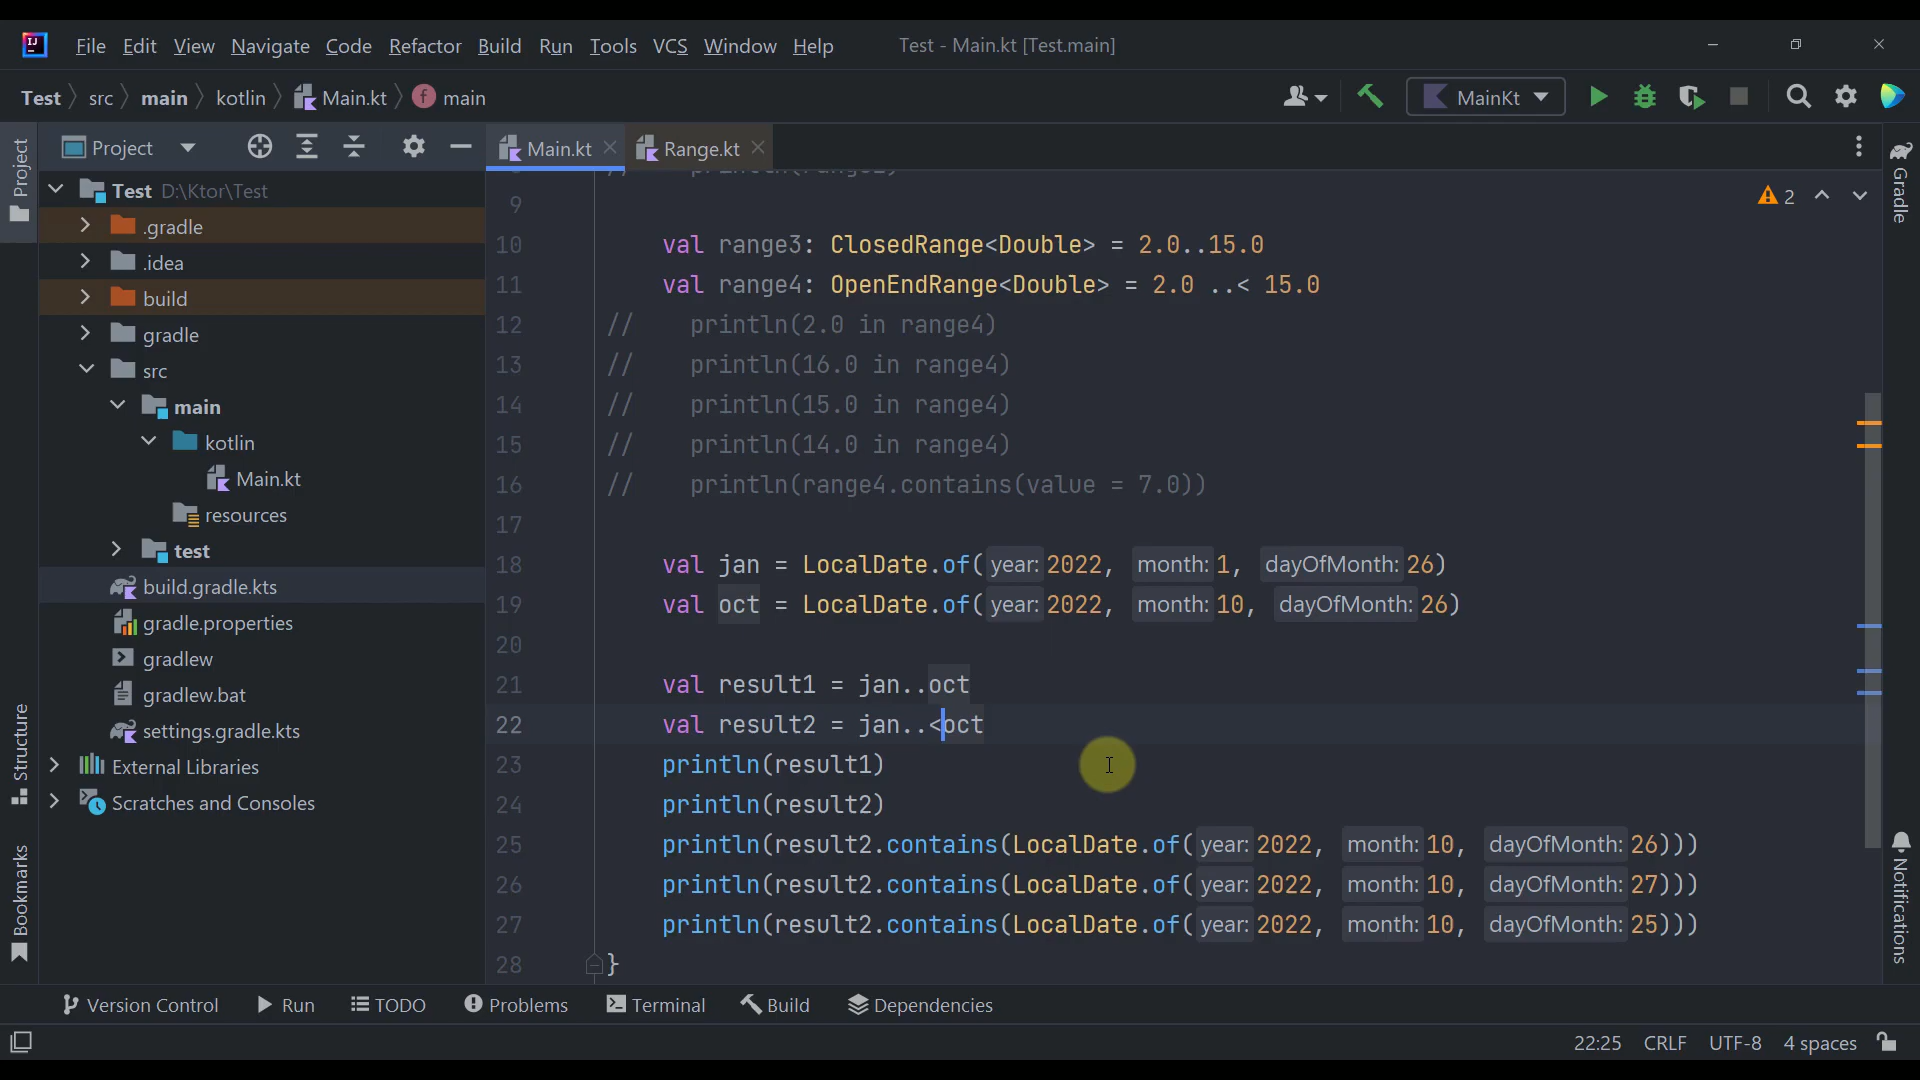 File Edit View Navigate Code Refactor Build Run Tools VCS Window Help Test - Main.kt [Test.main]
Test src main kotlin Main.kt main MainKt
Project
Project
Structure
Bookmarks
Test D:\Ktor\Test
.gradle
.idea
build
gradle
src
main
kotlin
Main.kt
resources
test
build.gradle.kts
gradle.properties
gradlew
gradlew.bat
settings.gradle.kts
External Libraries
Scratches and Consoles
Main.kt Range.kt
2
9
10 val range3: ClosedRange<Double> = 2.0..15.0
11 val range4: OpenEndRange<Double> = 2.0 ..< 15.0
12 // println(2.0 in range4)
13 // println(16.0 in range4)
14 // println(15.0 in range4)
15 // println(14.0 in range4)
16 // println(range4.contains(value = 7.0))
17
18 val jan = LocalDate.of( year: 2022, month: 1, dayOfMonth: 26)
19 val oct = LocalDate.of( year: 2022, month: 10, dayOfMonth: 26)
20
21 val result1 = jan..oct
22 val result2 = jan..<oct
23 println(result1)
24 println(result2)
25 println(result2.contains(LocalDate.of( year: 2022, month: 10, dayOfMonth: 26)))
26 println(result2.contains(LocalDate.of( year: 2022, month: 10, dayOfMonth: 27)))
27 println(result2.contains(LocalDate.of( year: 2022, month: 10, dayOfMonth: 25)))
28 }
Gradle
Notifications
Version Control Run TODO Problems Terminal Build Dependencies
22:25 CRLF UTF-8 4 spaces